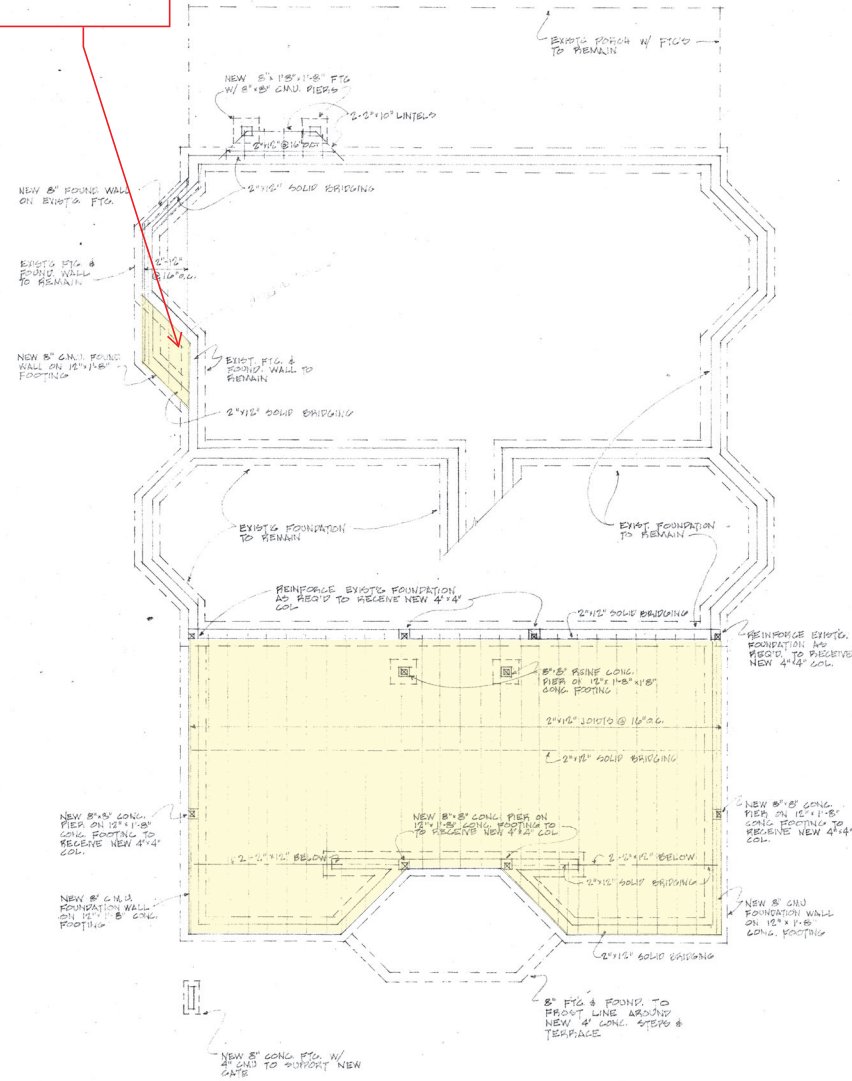 EXIST'G PORCH W/ FTG'S
TO REMAIN
NEW 8"x 1'8"x1'-8" FTG
W/ 8"x8" C.M.U. PIERS
2-2"x10" LINTELS
2"x12"@16"O.C.
NEW 8" FOUND WALL
ON EXIST'G FTG.
2"x12" SOLID BRIDGING
EXIST'G FTG. &
FOUND. WALL
TO REMAIN
2"x12"
@16"O.C.
NEW 8" C.M.U. FOUND
WALL ON 12"x1'-8"
FOOTING
EXIST. FTG. &
FOUND. WALL TO
REMAIN
2"x12" SOLID BRIDGING
EXIST'G FOUNDATION
TO REMAIN
EXIST. FOUNDATION
TO REMAIN
REINFORCE EXIST'G FOUNDATION
AS REQ'D TO RECEIVE NEW 4"x4"
COL.
2"x12" SOLID BRIDGING
REINFORCE EXIST'G.
FOUNDATION AS
REQ'D. TO RECEIVE
NEW 4"x4" COL.
8"x8" REINF CONC.
PIER ON 12"x 1'-8"x1'8"
CONC. FOOTING
2"x12" JOISTS @ 16"O.C.
2"x12" SOLID BRIDGING
NEW 8"x8" CONC.
PIER ON 12"x 1'-8"
CONC. FOOTING TO
RECEIVE NEW 4"x4"
COL.
NEW 8"x8" CONC. PIER ON
12"x 1'-8" CONC. FOOTING TO
TO RECEIVE NEW 4"x4" COL
NEW 8"x8" CONC.
PIER ON 12"x 1'-8"
CONC FOOTING TO
RECEIVE NEW 4"x4"
COL.
2-2"x12" BELOW
2-2"x12" BELOW
2"x12" SOLID BRIDGING
NEW 8" C.M.U.
FOUNDATION WALL
ON 12"x 1'-8" CONC.
FOOTING
NEW 8" CMU
FOUNDATION WALL
ON 12" x 1'-8"
CONC. FOOTING
2"x12" SOLID BRIDGING
8" FTG & FOUND. TO
FROST LINE AROUND
NEW 4" CONC. STEPS &
TERRACE
NEW 8" CONC. FTG. W/
4" CMU TO SUPPORT NEW
GATE